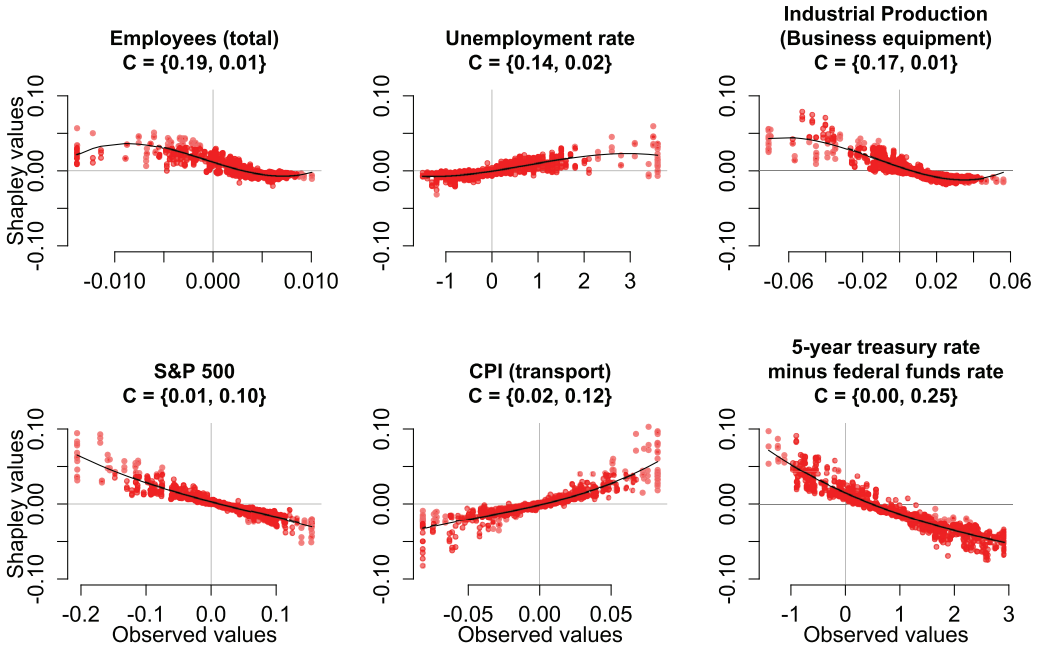 Employees (total)
C = {0.19, 0.01}
Unemployment rate
C = {0.14, 0.02}
Industrial Production
(Business equipment)
C = {0.17, 0.01}
Shapley values
0.10
0.00
-0.10
-0.010
0.000
0.010
0.10
0.00
-0.10
-1
0
1
2
3
0.10
0.00
-0.10
-0.06
-0.02
0.02
0.06
S&P 500
C = {0.01, 0.10}
CPI (transport)
C = {0.02, 0.12}
5-year treasury rate
minus federal funds rate
C = {0.00, 0.25}
Shapley values
0.10
0.00
-0.10
-0.2
-0.1
0.0
0.1
Observed values
0.10
0.00
-0.10
-0.05
0.00
0.05
Observed values
0.10
0.00
-0.10
-1
0
1
2
3
Observed values